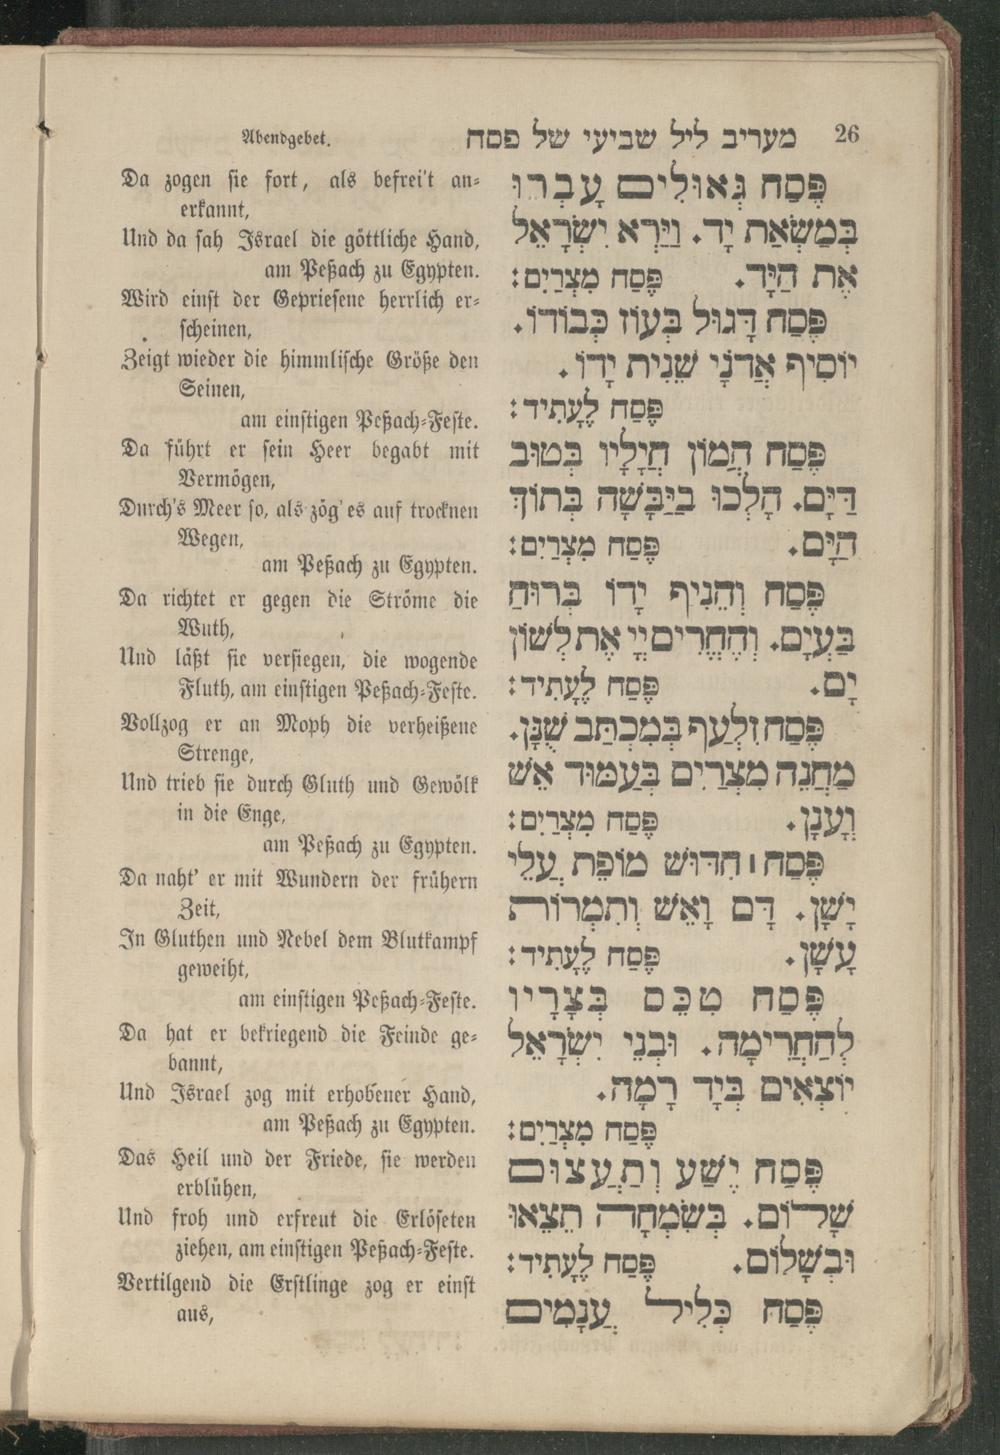 26
מעריב ליל שביעי של פסח
Abendgebet.
פֶּסַח גְּאוּלִים עָבְרוּ
בְּמַשְׂאַת יָד. וַיַּרְא יִשְׂרָאֵל
אֶת הַיָּד. פֶּסַח מִצְרַיִם:
פֶּסַח דָּגוּל בְּעוֹז כְּבוֹדוֹ.
יוֹסִיף אֲדֹנָי שֵׁנִית יָדוֹ.
פֶּסַח לֶעָתִיד:
פֶּסַח הֲמוֹן חֲיָלָיו בְּטוּב
דַּיָּם. הָלְכוּ בַיַּבָּשָׁה בְּתוֹךְ
הַיָּם. פֶּסַח מִצְרַיִם:
פֶּסַח וְהֵנִיף יָדוֹ בְּרוּחַ
בַּעְיָם. וְהֶחֱרִים יְיָ אֶת לְשׁוֹן
יָם. פֶּסַח לֶעָתִיד:
פֶּסַח זִלְעַף בְּמִכְתַּב שֻׁנָּן.
מַחֲנֵה מִצְרַיִם בְּעַמּוּד אֵשׁ
וְעָנָן. פֶּסַח מִצְרַיִם:
פֶּסַח ׀ חִדּוּשׁ מוֹפֵת עֲלֵי
יָשָׁן. דָּם וָאֵשׁ וְתִמְרוֹת
עָשָׁן. פֶּסַח לֶעָתִיד:
פֶּסַח טִכֵּס בְּצָרָיו
לְהַחֲרִימָה. וּבְנֵי יִשְׂרָאֵל
יוֹצְאִים בְּיָד רָמָה.
פֶּסַח מִצְרַיִם:
פֶּסַח יֶשַׁע וְתַעֲצוּם
שָׁלוֹם. בְּשִׂמְחָה תֵצֵאוּ
וּבְשָׁלוֹם. פֶּסַח לֶעָתִיד:
פֶּסַח כְּלִיל עֲנָמִים
Da zogen sie fort, als befrei't an-
erkannt,
Und da sah Israel die göttliche Hand,
am Peßach zu Egypten.
Wird einst der Gepriesene herrlich er-
scheinen,
Zeigt wieder die himmlische Größe den
Seinen,
am einstigen Peßach-Feste.
Da führt er sein Heer begabt mit
Vermögen,
Durch's Meer so, als zög' es auf trocknen
Wegen,
am Peßach zu Egypten.
Da richtet er gegen die Ströme die
Wuth,
Und läßt sie versiegen, die wogende
Fluth, am einstigen Peßach-Feste.
Vollzog er an Moph die verheißene
Strenge,
Und trieb sie durch Gluth und Gewölk
in die Enge,
am Peßach zu Egypten.
Da naht' er mit Wundern der frühern
Zeit,
In Gluthen und Nebel dem Blutkampf
geweiht,
am einstigen Peßach-Feste.
Da hat er bekriegend die Feinde ge-
bannt,
Und Israel zog mit erhobener Hand,
am Peßach zu Egypten.
Das Heil und der Friede, sie werden
erblühen,
Und froh und erfreut die Erlöseten
ziehen, am einstigen Peßach-Feste.
Vertilgend die Erstlinge zog er einst
aus,